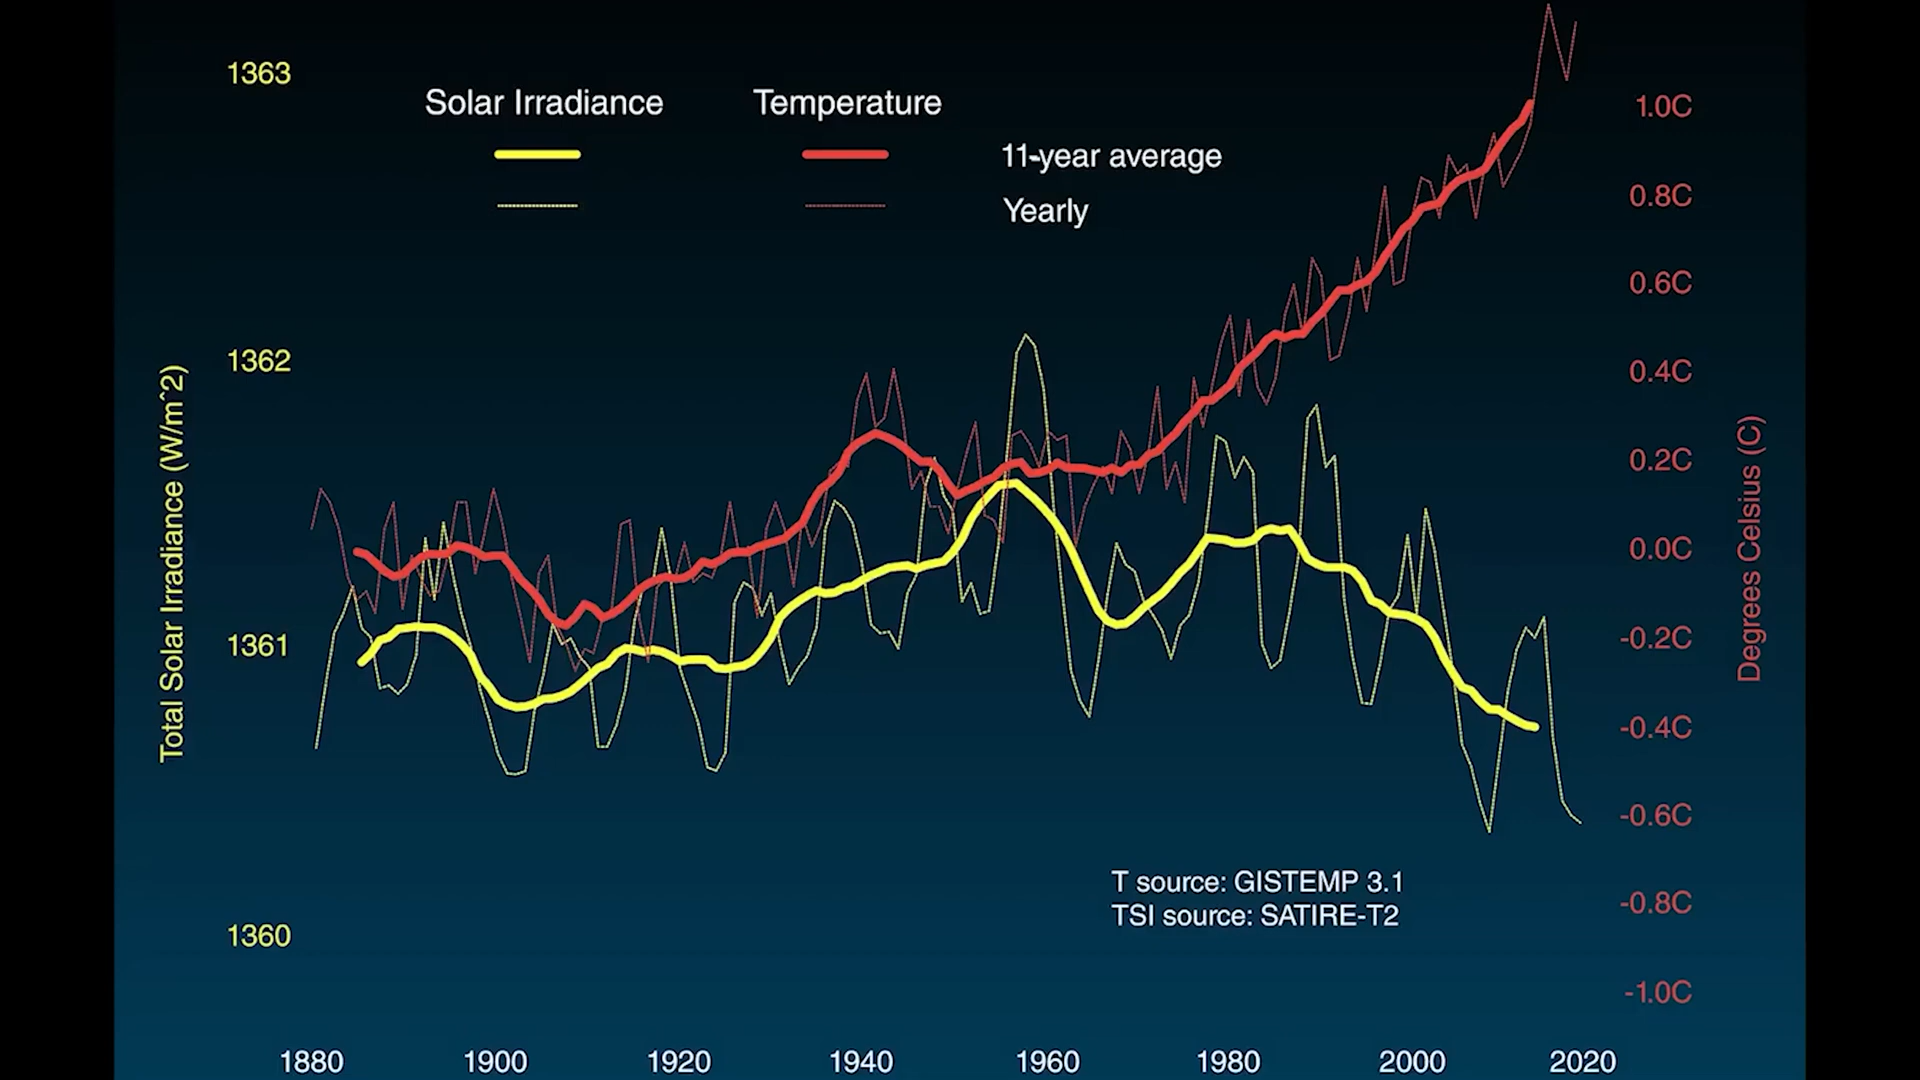 1363
1362
1361
1360
Total Solar Irradiance (W/m^2)
Solar Irradiance Temperature
11-year average
Yearly
1.0C
0.8C
0.6C
0.4C
0.2C
0.0C
-0.2C
-0.4C
-0.6C
-0.8C
-1.0C
Degrees Celsius (C)
T source: GISTEMP 3.1
TSI source: SATIRE-T2
1880 1900 1920 1940 1960 1980 2000 2020